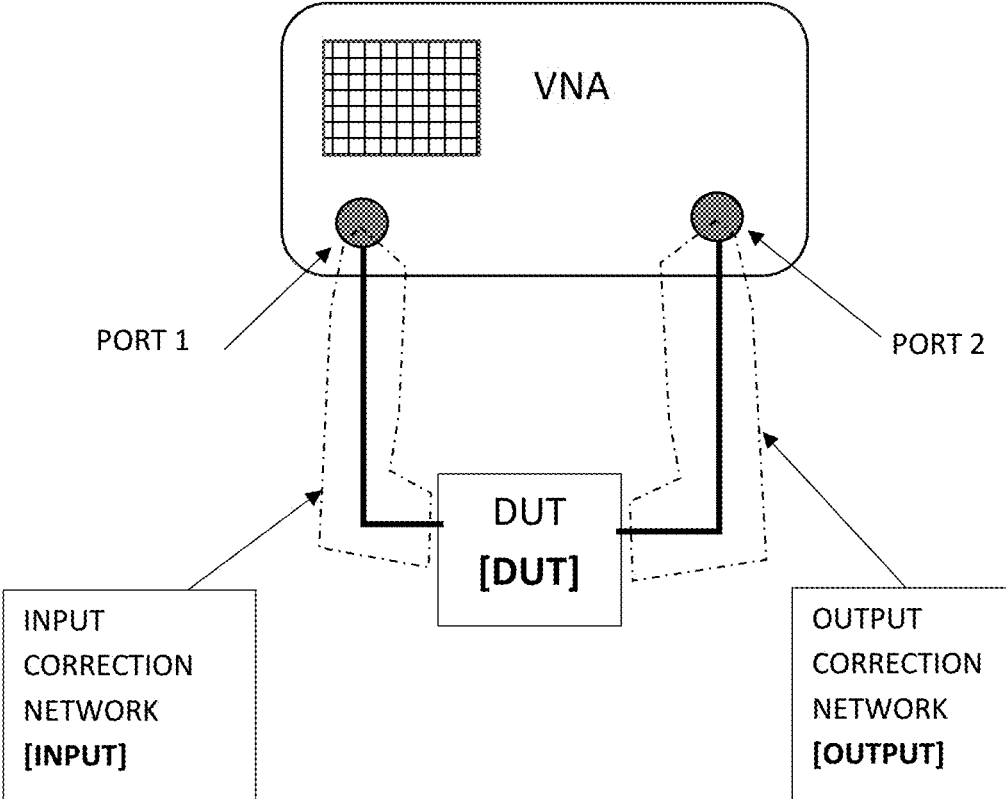 VNA
PORT 1
PORT 2
DUT
[DUT]
INPUT
CORRECTION
NETWORK
[INPUT]
OUTPUT
CORRECTION
NETWORK
[OUTPUT]